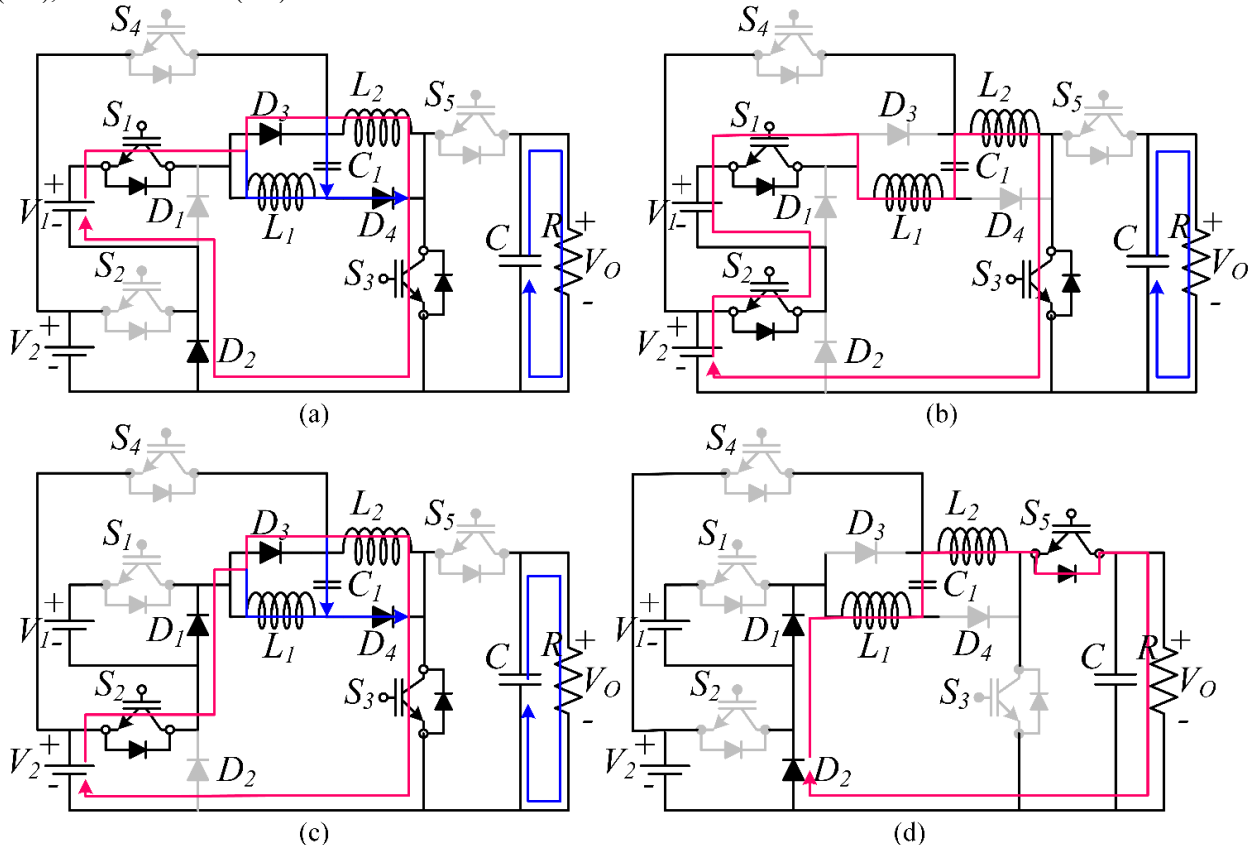 S4
L2
S5
S1
D3
+
C1
V1
-
D1
L1
D4
R
+
S2
C
VO
S3
-
V2
+
-
D2
(a)
S4
L2
S5
S1
D3
+
C1
V1
-
D1
L1
D4
R
+
S2
C
VO
S3
-
V2
+
-
D2
(b)
S4
L2
S5
S1
D3
+
C1
V1
-
D1
L1
D4
R
+
S2
C
VO
S3
-
V2
+
-
D2
(c)
S4
L2
S5
S1
D3
+
C1
V1
-
D1
L1
D4
R
+
S2
C
VO
S3
-
V2
+
-
D2
(d)